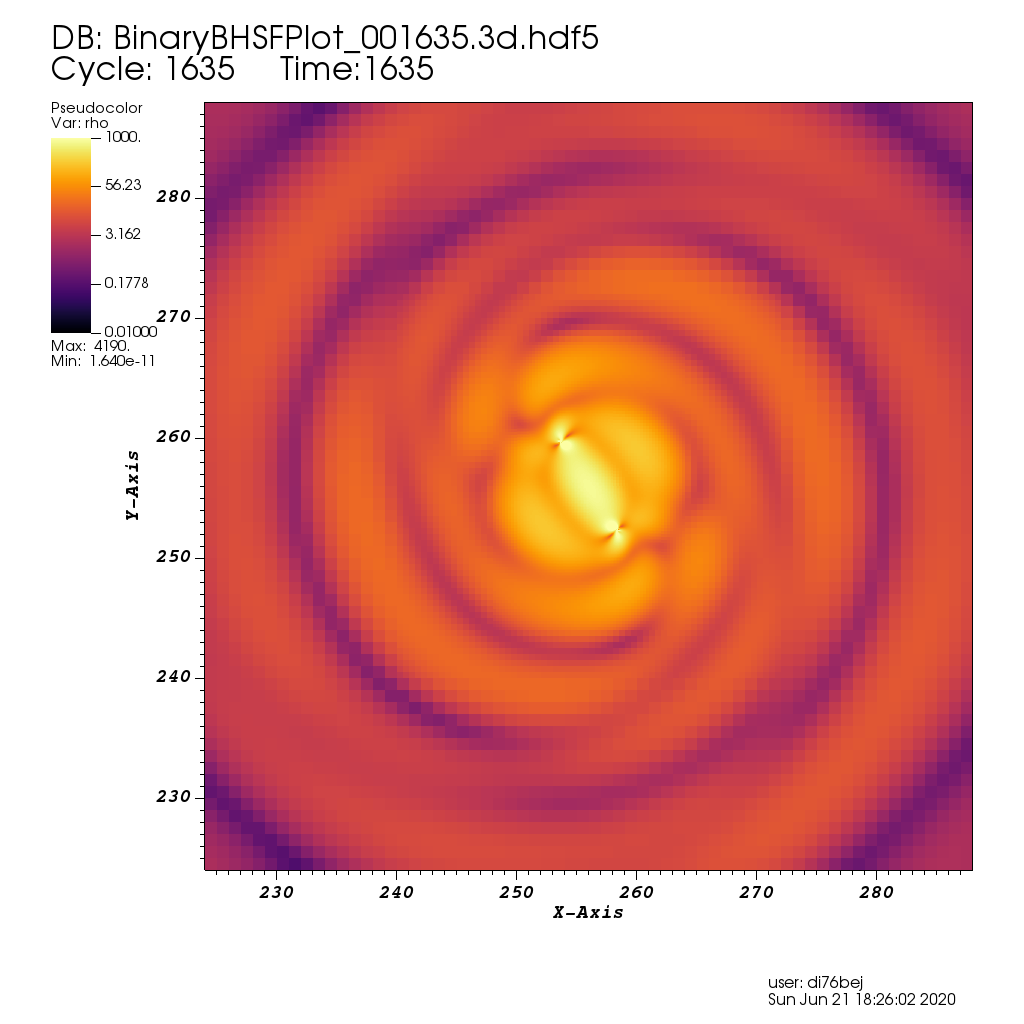 DB: BinaryBHSFPlot_001635.3d.hdf5
Cycle: 1635 Time:1635
Pseudocolor
Var: rho
1000.
56.23
3.162
0.1778
0.01000
Max: 4190.
Min: 1.640e-11
280
270
260
250
240
230
Y-Axis
230 240 250 260 270 280
X-Axis
user: di76bej
Sun Jun 21 18:26:02 2020